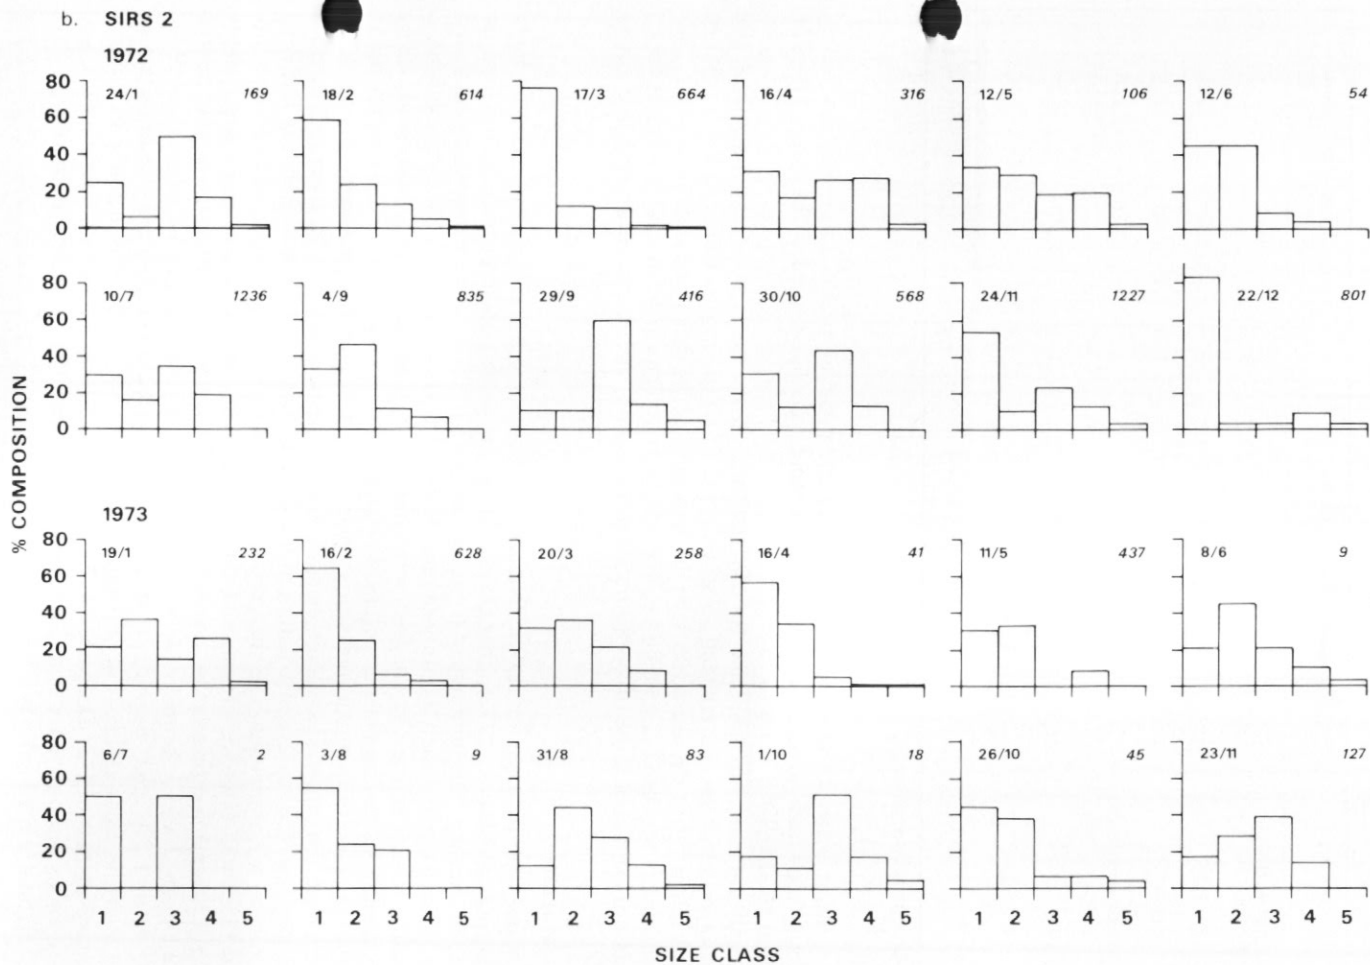 b. SIRS 2
1972
80 24/1 169 18/2 614 17/3 664 16/4 316 12/5 106 12/6 54
60
40
20
0
80 10/7 1236 4/9 835 29/9 416 30/10 568 24/11 1227 22/12 801
60
40
20
0
% COMPOSITION
1973
80 19/1 232 16/2 628 20/3 258 16/4 41 11/5 437 8/6 9
60
40
20
0
80 6/7 2 3/8 9 31/8 83 1/10 18 26/10 45 23/11 127
60
40
20
0
1 2 3 4 5 1 2 3 4 5 1 2 3 4 5 1 2 3 4 5 1 2 3 4 5 1 2 3 4 5
SIZE CLASS